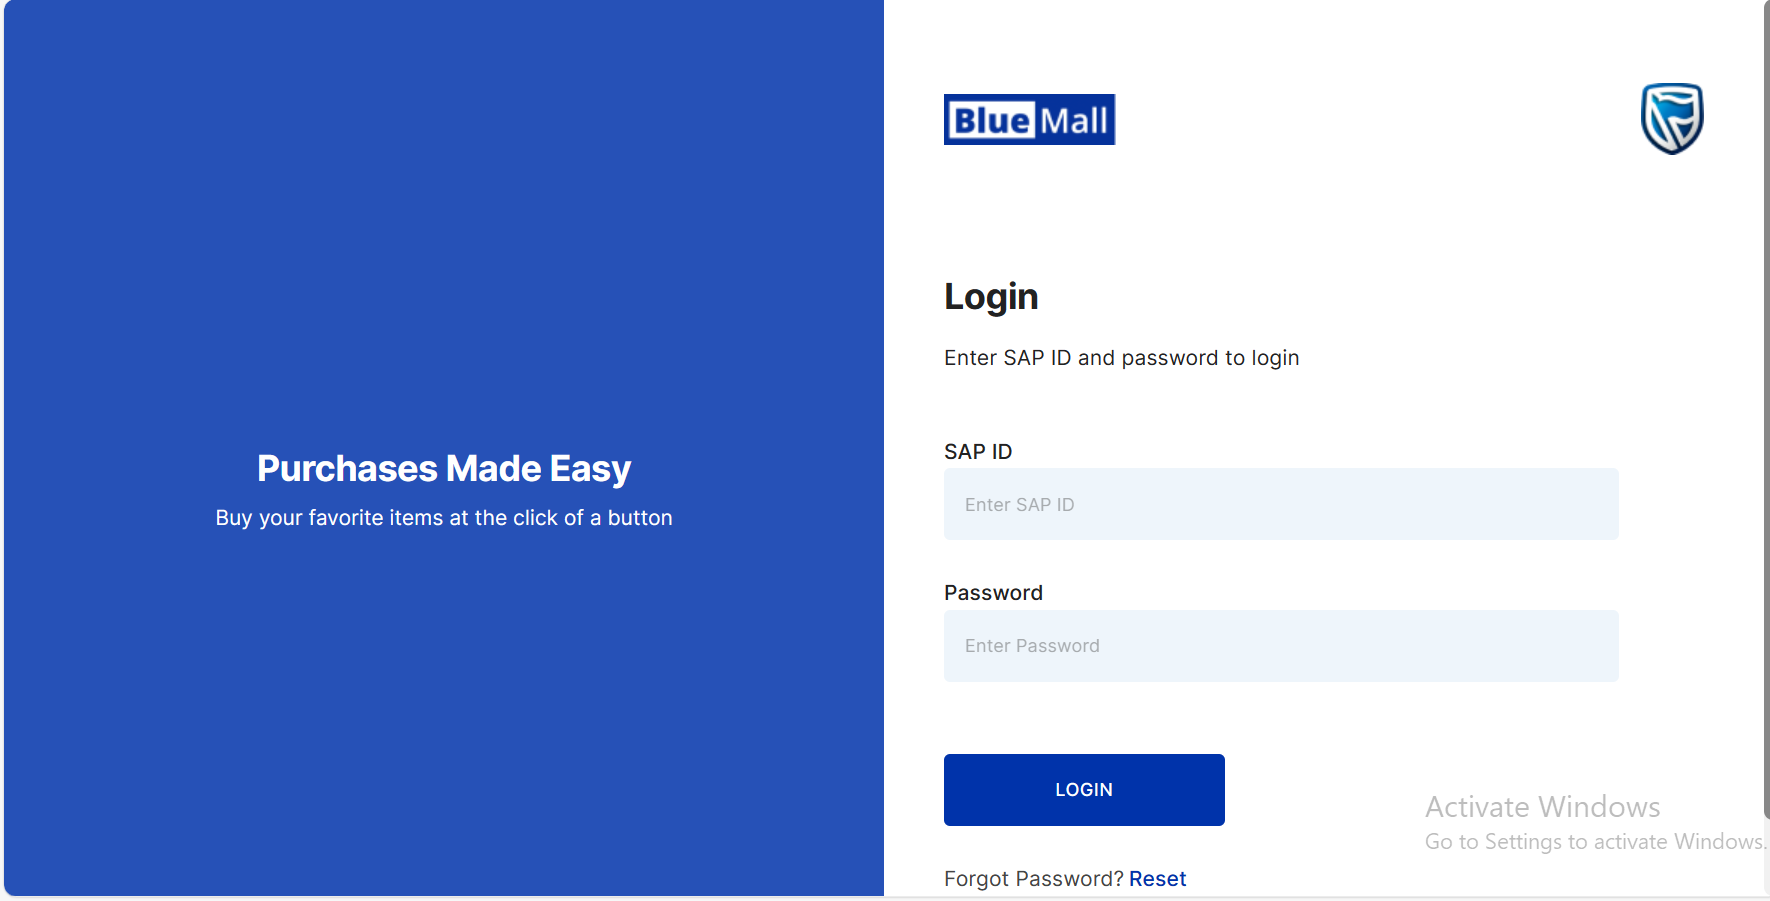 Blue Mall
Login
Enter SAP ID and password to login
SAP ID
Enter SAP ID
Password
Enter Password
LOGIN
Forgot Password? Reset
Purchases Made Easy
Buy your favorite items at the click of a button
Activate Windows
Go to Settings to activate Windows.